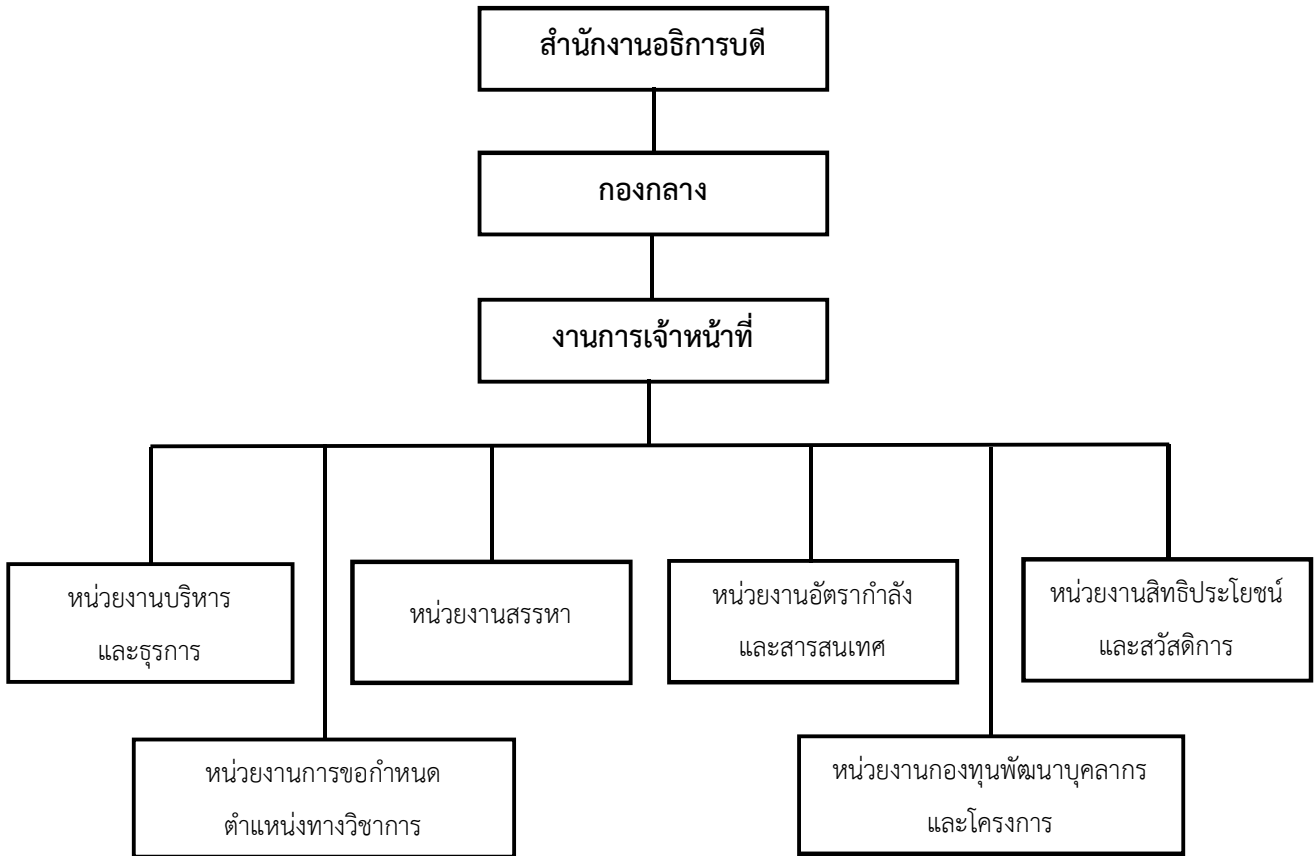 สำนักงานอธิการบดี
กองกลาง
งานการเจ้าหน้าที่
หน่วยงานบริหาร
และธุรการ
หน่วยงานสรรหา
หน่วยงานอัตรากำลัง
และสารสนเทศ
หน่วยงานสิทธิประโยชน์
และสวัสดิการ
หน่วยงานการขอกำหนด
ตำแหน่งทางวิชาการ
หน่วยงานกองทุนพัฒนาบุคลากร
และโครงการ